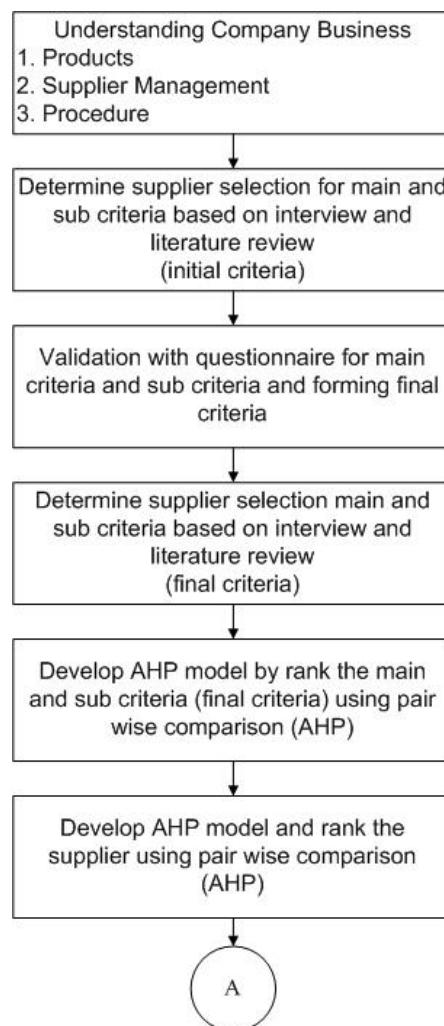 Understanding Company Business
1. Products
2. Supplier Management
3. Procedure
Determine supplier selection for main and
sub criteria based on interview and
literature review
(initial criteria)
Validation with questionnaire for main
criteria and sub criteria and forming final
criteria
Determine supplier selection main and
sub criteria based on interview and
literature review
(final criteria)
Develop AHP model by rank the main
and sub criteria (final criteria) using pair
wise comparison (AHP)
Develop AHP model and rank the
supplier using pair wise comparison
(AHP)
A